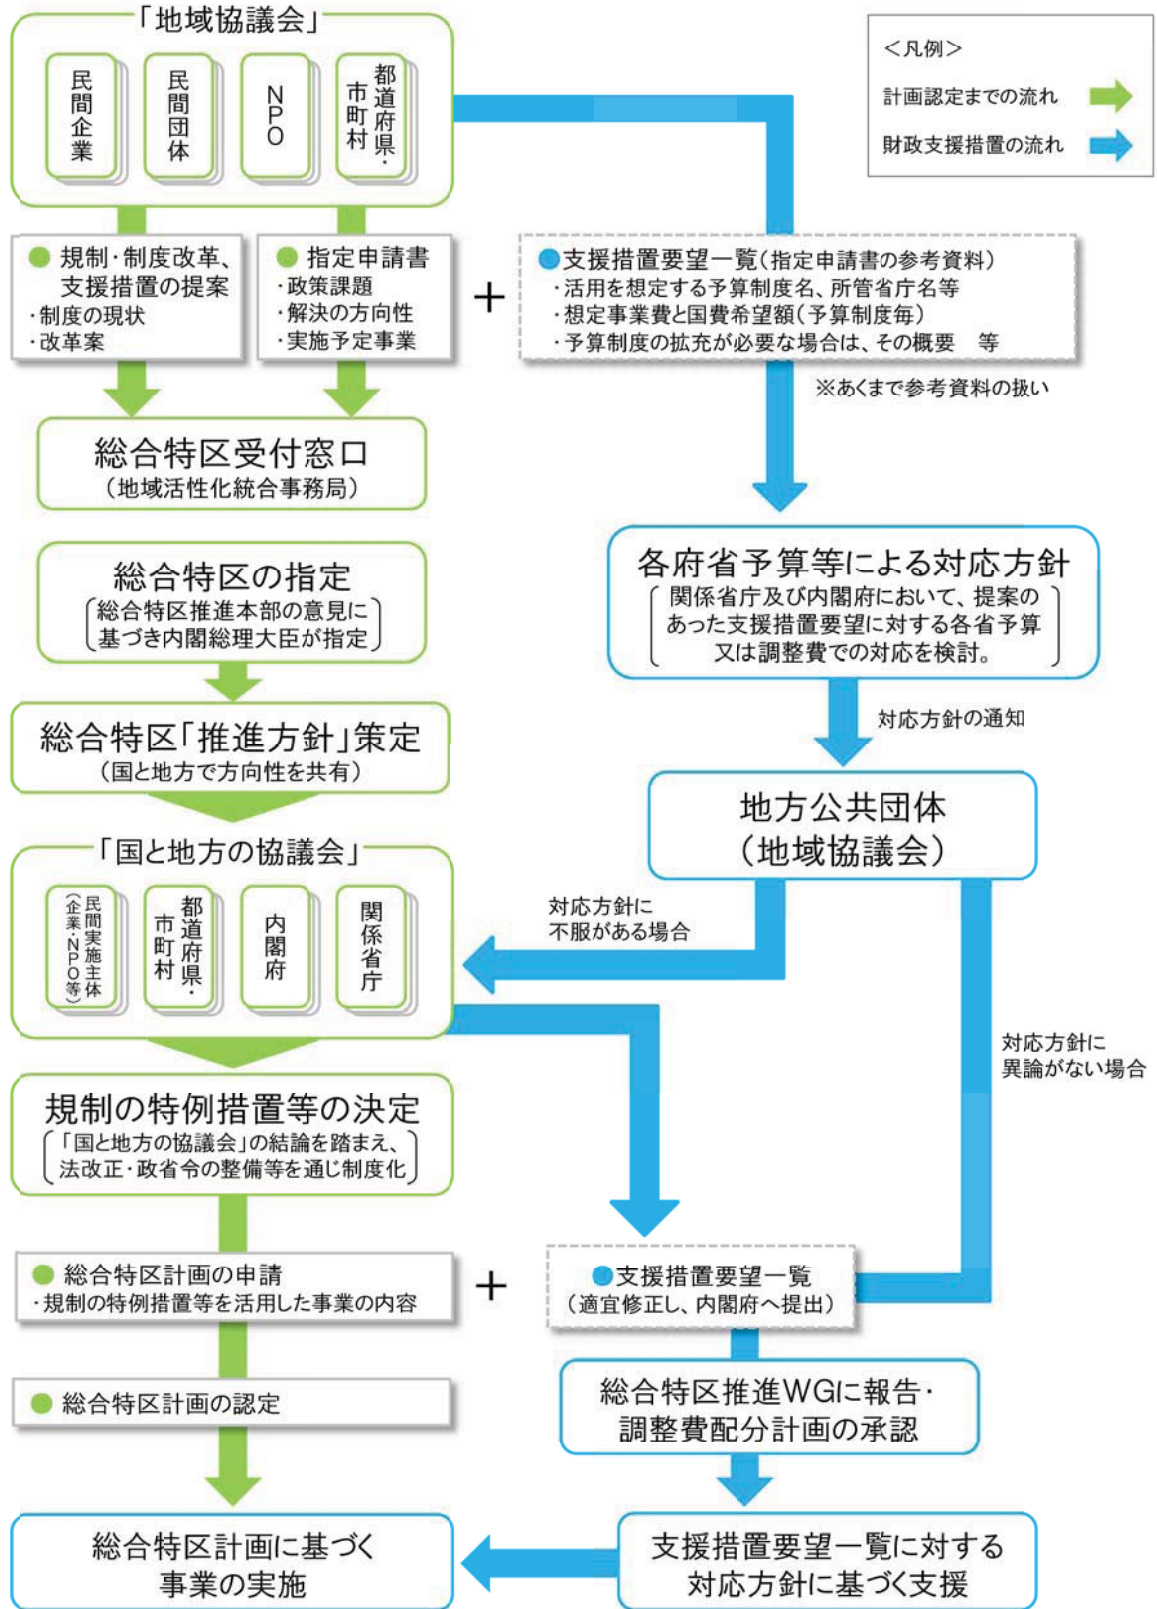 「地域協議会」
民間企業
民間団体
NPO
都道府県・
市町村
＜凡例＞
計画認定までの流れ
財政支援措置の流れ
● 規制・制度改革、
支援措置の提案
・制度の現状
・改革案
● 指定申請書
・政策課題
・解決の方向性
・実施予定事業
＋
●支援措置要望一覧（指定申請書の参考資料）
・活用を想定する予算制度名、所管省庁名等
・想定事業費と国費希望額（予算制度毎）
・予算制度の拡充が必要な場合は、その概要　等
※あくまで参考資料の扱い
総合特区受付窓口
（地域活性化統合事務局）
総合特区の指定
総合特区推進本部の意見に
基づき内閣総理大臣が指定
各府省予算等による対応方針
関係省庁及び内閣府において、提案の
あった支援措置要望に対する各省予算
又は調整費での対応を検討。
対応方針の通知
総合特区「推進方針」策定
（国と地方で方向性を共有）
地方公共団体
（地域協議会）
「国と地方の協議会」
民間実施主体
（企業・NPO等）
都道府県・
市町村
内閣府
関係省庁
対応方針に
不服がある場合
対応方針に
異論がない場合
規制の特例措置等の決定
「国と地方の協議会」の結論を踏まえ、
法改正・政省令の整備等を通じ制度化
● 総合特区計画の申請
・規制の特例措置等を活用した事業の内容
＋
●支援措置要望一覧
（適宜修正し、内閣府へ提出）
● 総合特区計画の認定
総合特区推進WGに報告・
調整費配分計画の承認
総合特区計画に基づく
事業の実施
支援措置要望一覧に対する
対応方針に基づく支援